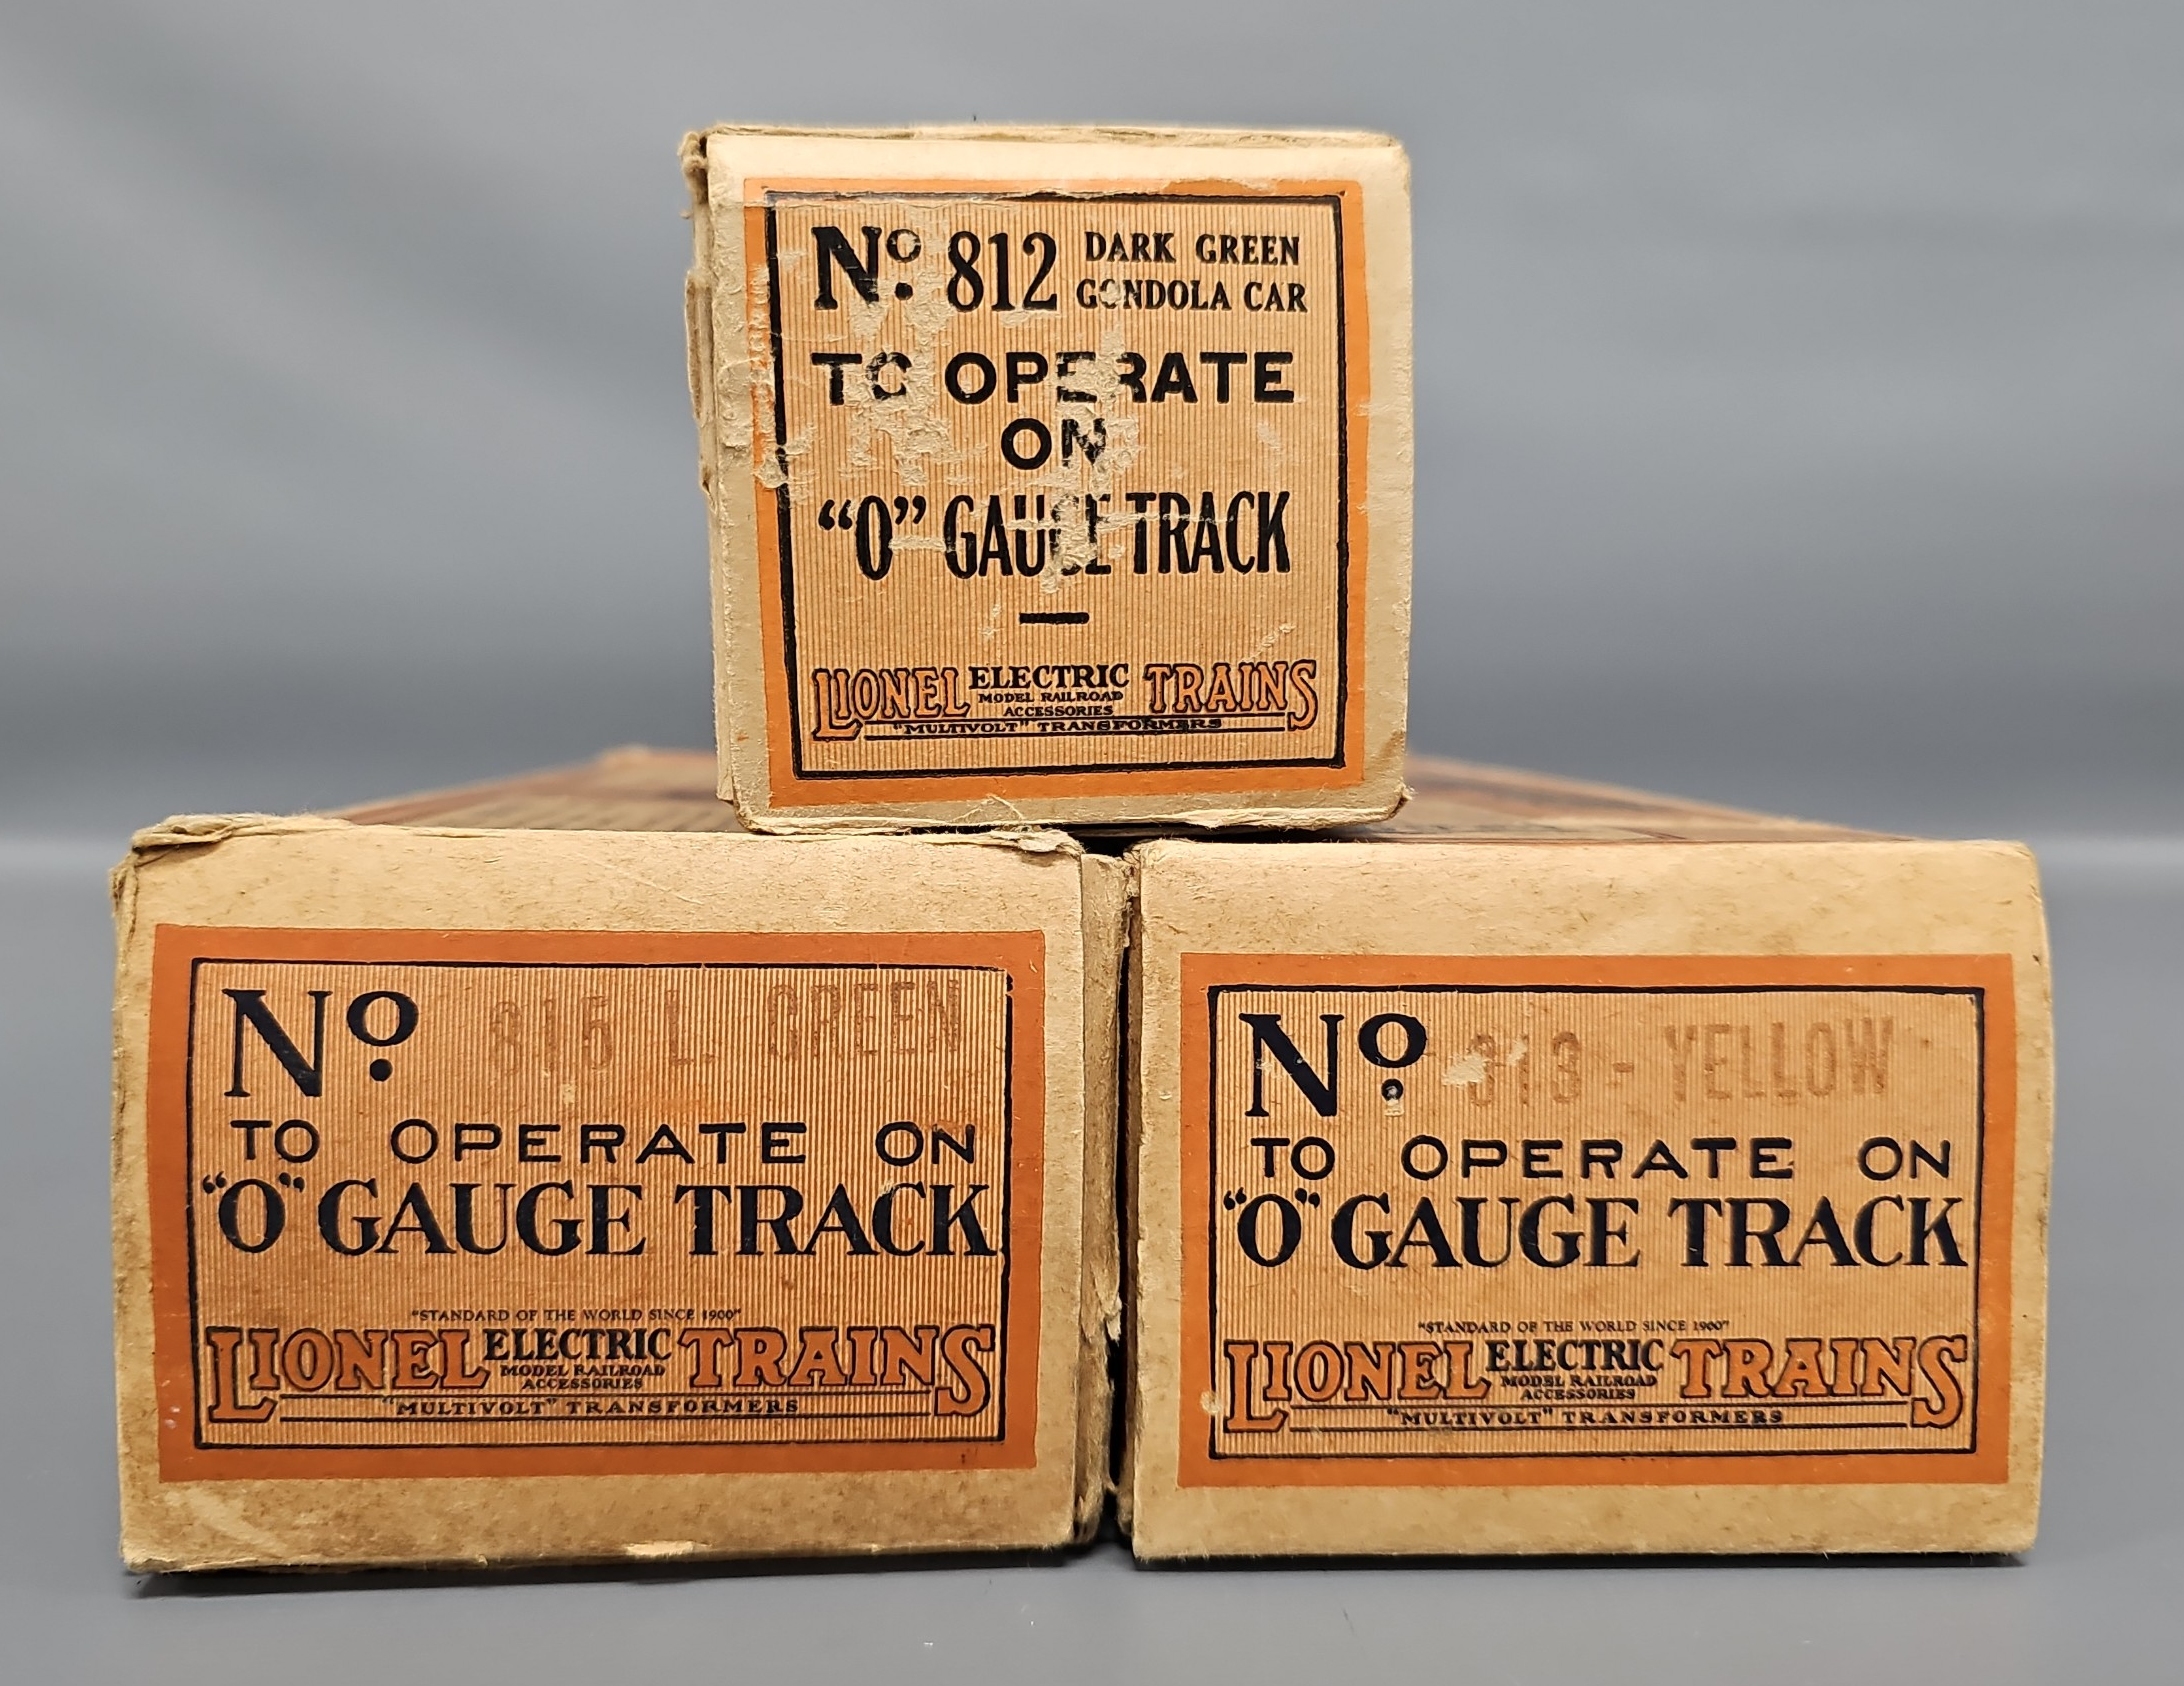 No. 812 DARK GREEN
GONDOLA CAR
TO OPERATE
ON
"O" GAUGE TRACK
LIONEL ELECTRIC TRAINS
MODEL RAILROAD
ACCESSORIES
"MULTIVOLT" TRANSFORMERS
No. 815 L. GREEN
TO OPERATE ON
"O" GAUGE TRACK
"STANDARD OF THE WORLD SINCE 1900"
LIONEL ELECTRIC TRAINS
MODEL RAILROAD
ACCESSORIES
"MULTIVOLT" TRANSFORMERS
No. 813 - YELLOW
TO OPERATE ON
"O" GAUGE TRACK
"STANDARD OF THE WORLD SINCE 1900"
LIONEL ELECTRIC TRAINS
MODEL RAILROAD
ACCESSORIES
"MULTIVOLT" TRANSFORMERS